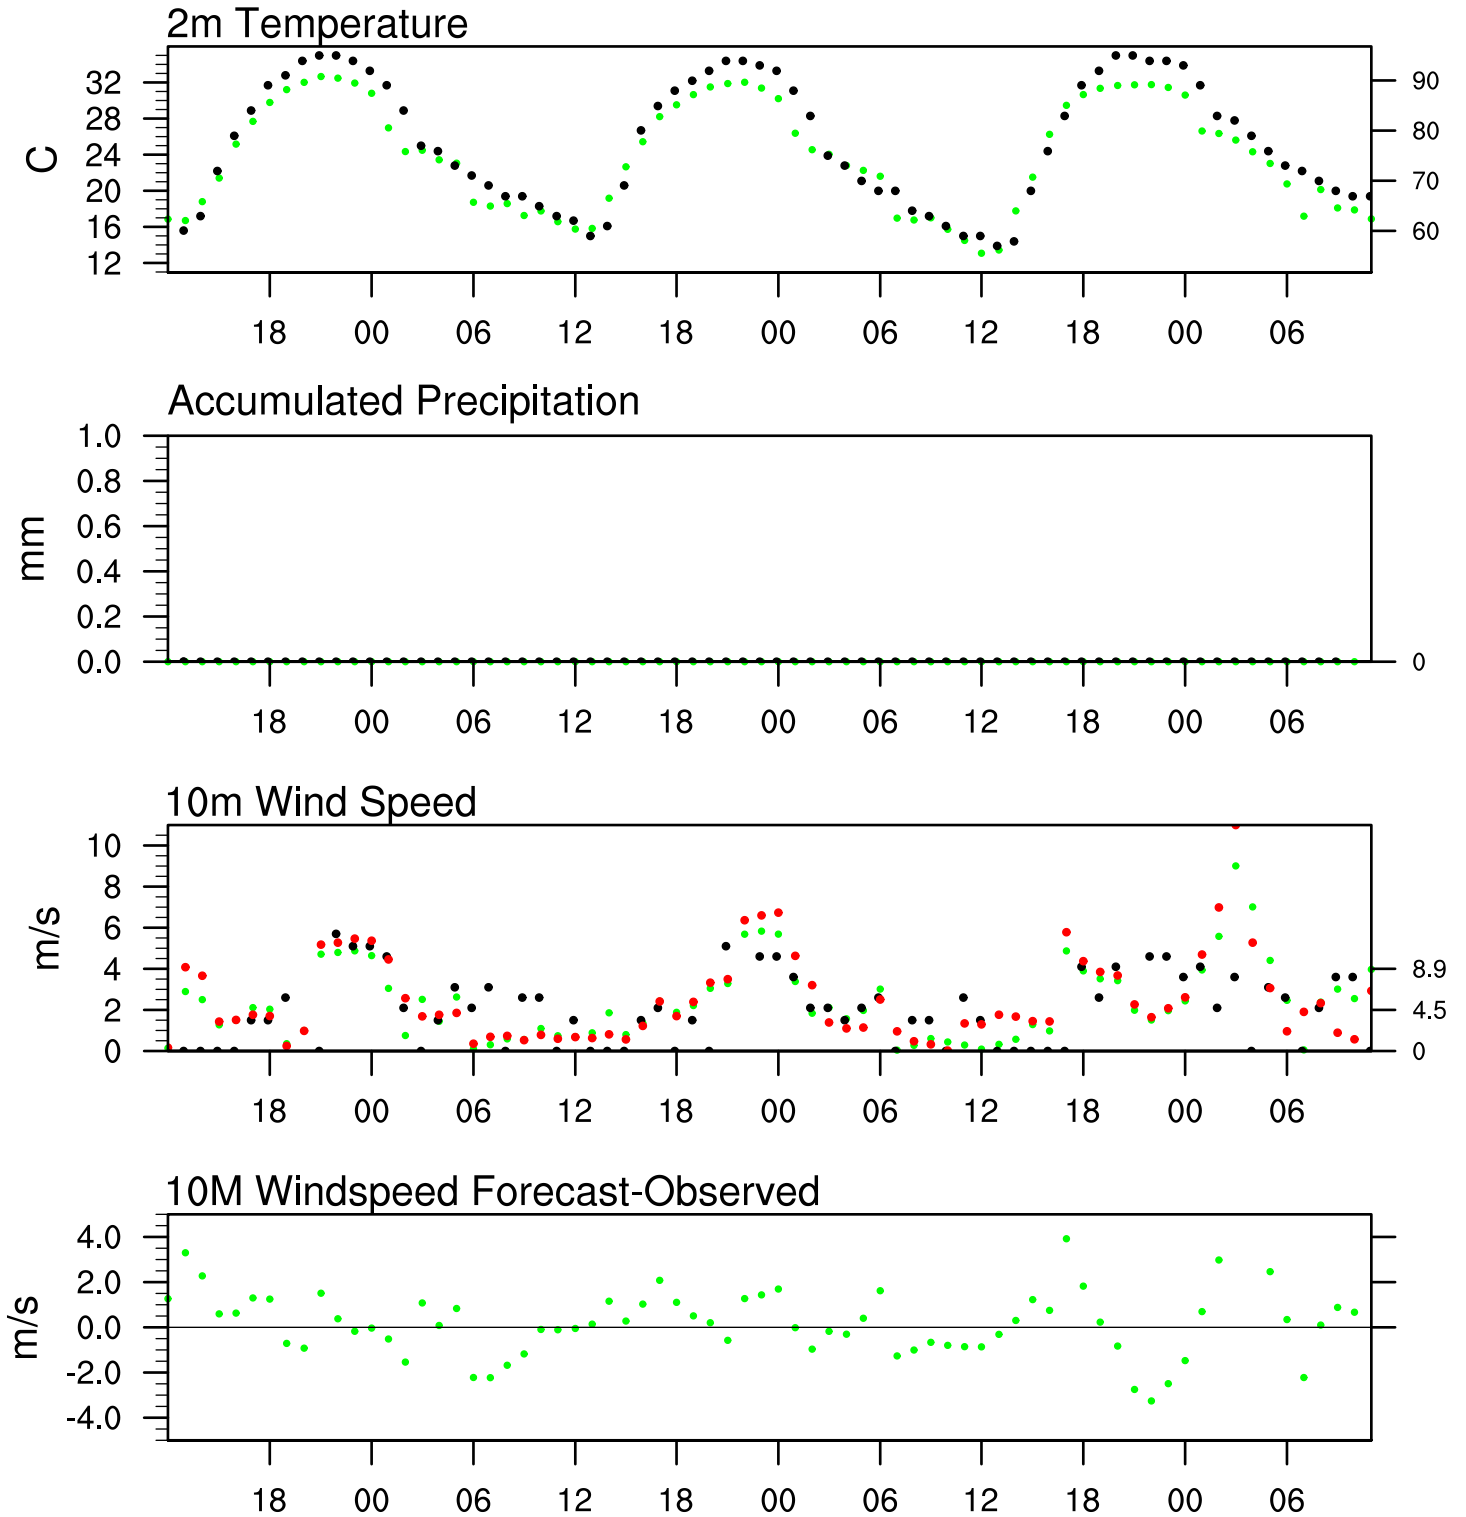 2m Temperature
C
32
28
24
20
16
12
90
80
70
60
18 00 06 12 18 00 06 12 18 00 06
Accumulated Precipitation
mm
1.0
0.8
0.6
0.4
0.2
0.0
0
18 00 06 12 18 00 06 12 18 00 06
10m Wind Speed
m/s
10
8
6
4
2
0
8.9
4.5
0
18 00 06 12 18 00 06 12 18 00 06
10M Windspeed Forecast-Observed
m/s
4.0
2.0
0.0
-2.0
-4.0
18 00 06 12 18 00 06 12 18 00 06